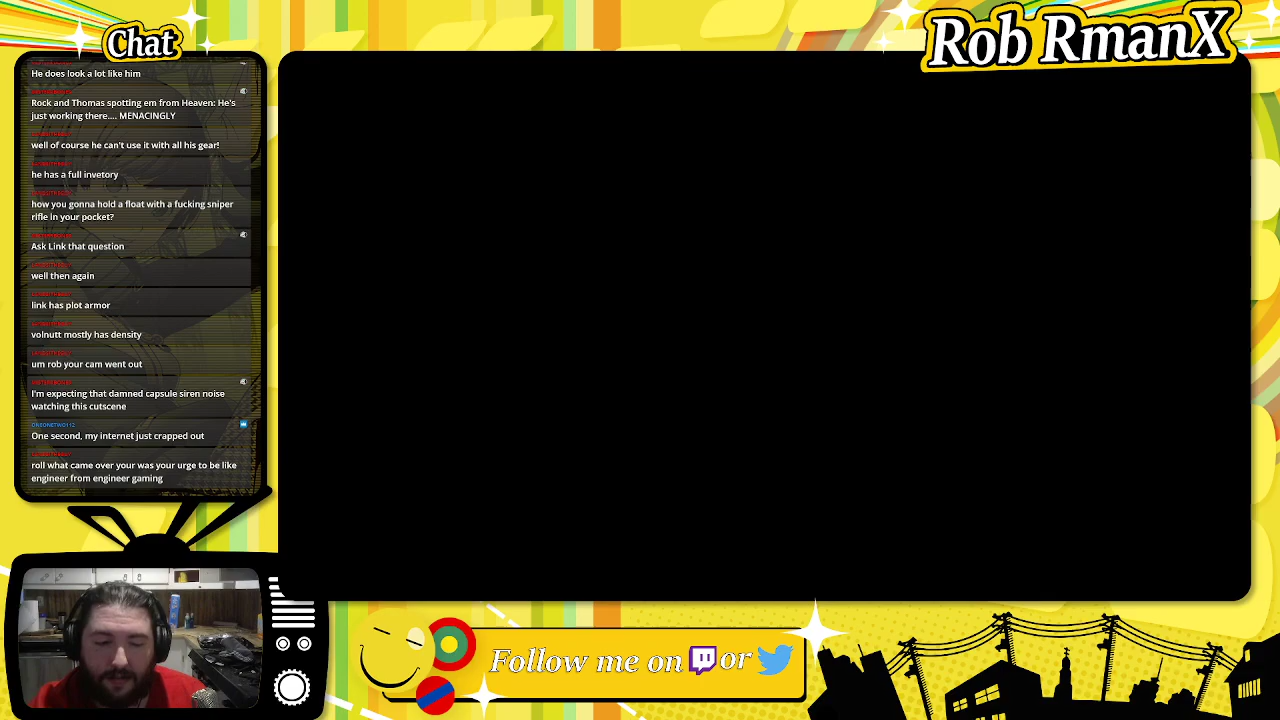 Chat
Rob RmanX
He does look a lot like him
Rock and Thomas spotting sam from Haven: He's
just working there.... MENACINGLY
well of course he can't use it with all his gear!
he has a full invetory
how you gonna hold a float with a fucking sniper
rifle in your pocket?
Ask Link that question
well then again
link has plot armor
volnutt mostly has density
um rob your cam went out
I'm expecting that damned capsule siren noise
watching this cutscene
ONEONETWO112
One second, my internet just crapped out
roll what came over your was your urge to be like
engineer from engineer gaming
Follow me on or